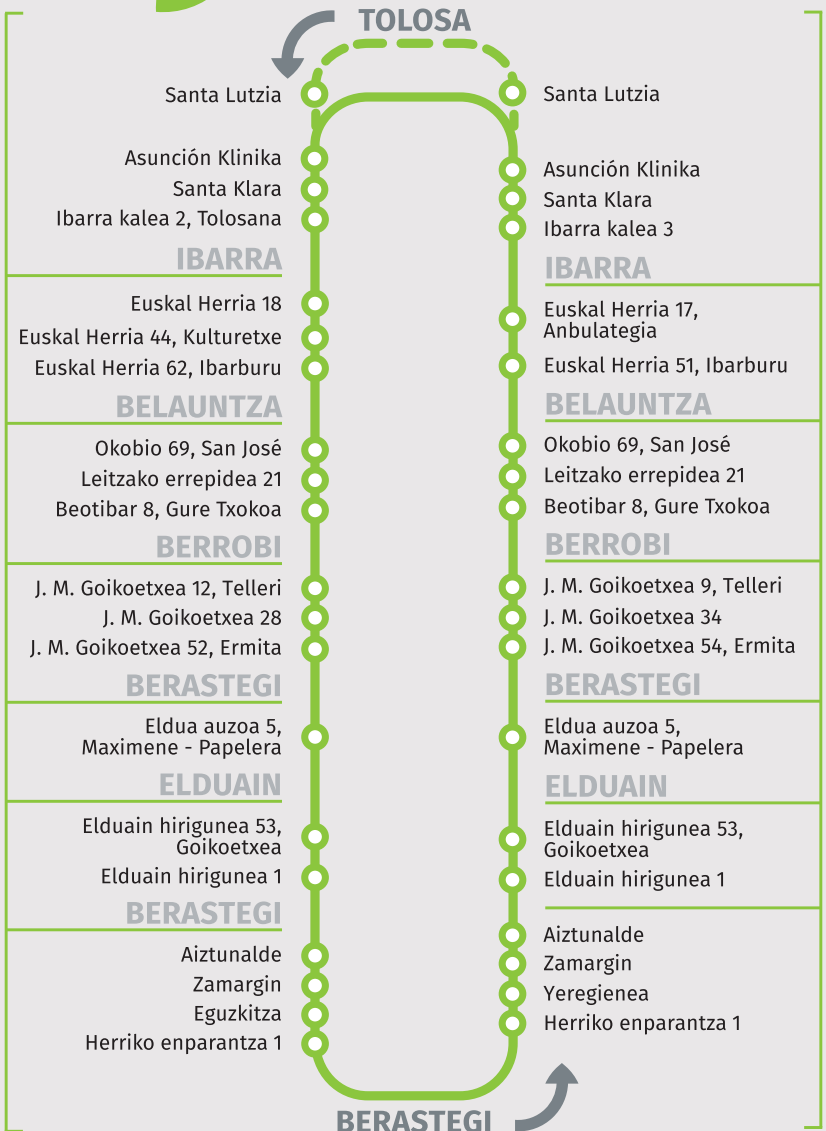 TOLOSA
Santa Lutzia
Asunción Klinika
Santa Klara
Ibarra kalea 2, Tolosana
IBARRA
Euskal Herria 18
Euskal Herria 44, Kulturetxe
Euskal Herria 62, Ibarburu
BELAUNTZA
Okobio 69, San José
Leitzako errepidea 21
Beotibar 8, Gure Txokoa
BERROBI
J. M. Goikoetxea 12, Telleri
J. M. Goikoetxea 28
J. M. Goikoetxea 52, Ermita
BERASTEGI
Eldua auzoa 5,
Maximene - Papelera
ELDUAIN
Elduain hirigunea 53,
Goikoetxea
Elduain hirigunea 1
BERASTEGI
Aiztunalde
Zamargin
Eguzkitza
Herriko enparantza 1
Santa Lutzia
Asunción Klinika
Santa Klara
Ibarra kalea 3
IBARRA
Euskal Herria 17,
Anbulategia
Euskal Herria 51, Ibarburu
BELAUNTZA
Okobio 69, San José
Leitzako errepidea 21
Beotibar 8, Gure Txokoa
BERROBI
J. M. Goikoetxea 9, Telleri
J. M. Goikoetxea 34
J. M. Goikoetxea 54, Ermita
BERASTEGI
Eldua auzoa 5,
Maximene - Papelera
ELDUAIN
Elduain hirigunea 53,
Goikoetxea
Elduain hirigunea 1
Aiztunalde
Zamargin
Yeregienea
Herriko enparantza 1
BERASTEGI